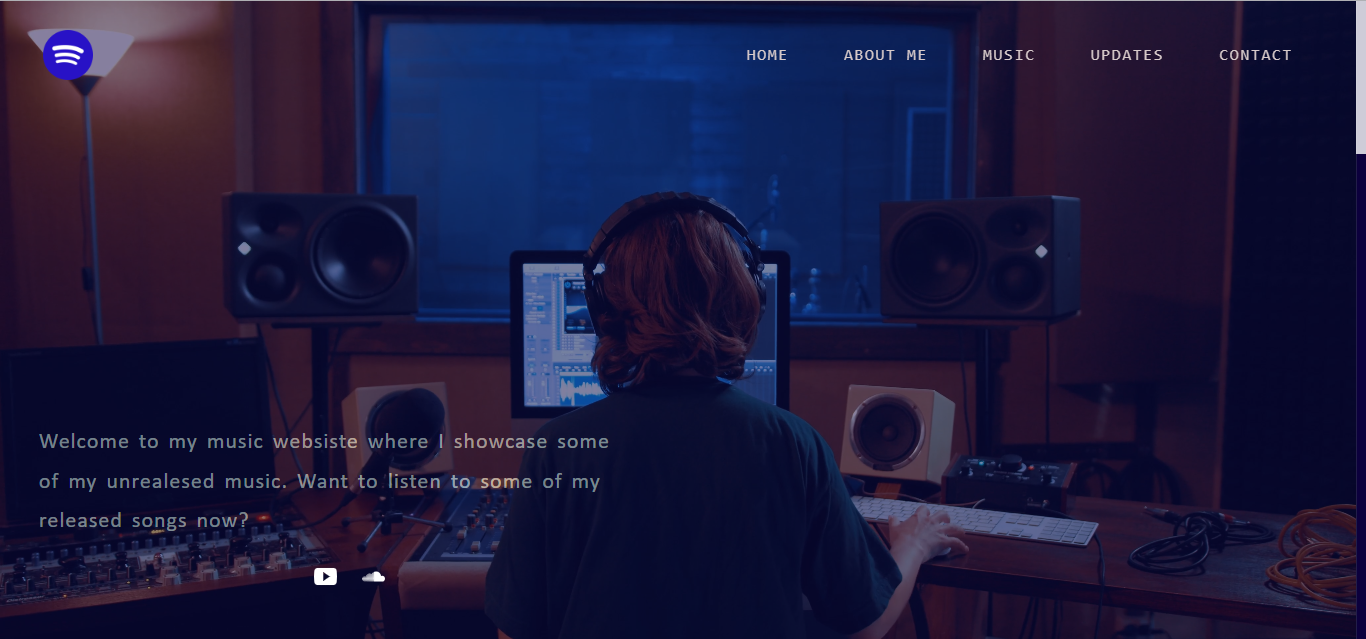 HOME ABOUT ME MUSIC UPDATES CONTACT
Welcome to my music websiste where I showcase some
of my unrealesed music. Want to listen to some of my
released songs now?